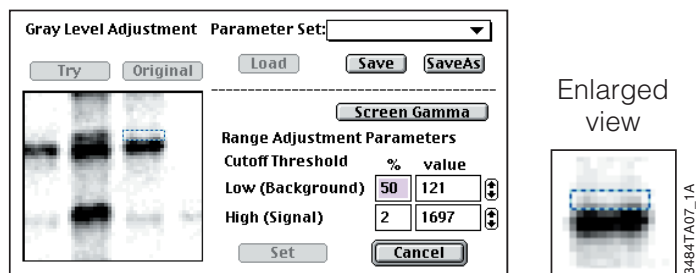 Gray Level Adjustment Parameter Set:
Try Original Load Save SaveAs
Screen Gamma
Range Adjustment Parameters
Cutoff Threshold % value
Low (Background) 50 121
High (Signal) 2 1697
Set Cancel
Enlarged
view
3484TA07_1A